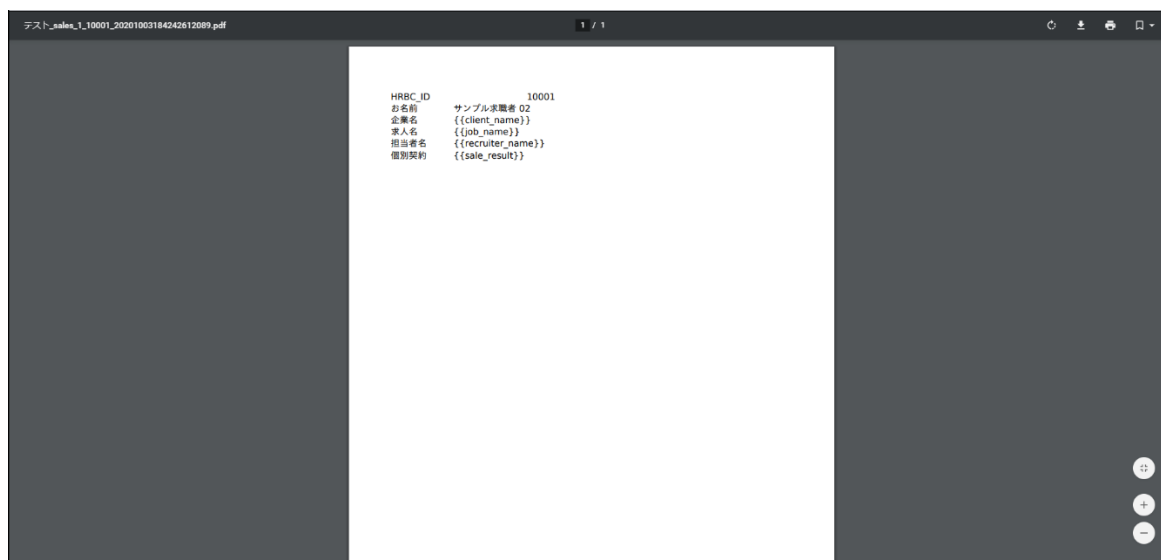 テスト_sales_1_10001_20201003184242612089.pdf
1 / 1
HRBC_ID 10001
お名前 サンプル求職者 02
企業名 {{client_name}}
求人名 {{job_name}}
担当者名 {{recruiter_name}}
個別契約 {{sale_result}}